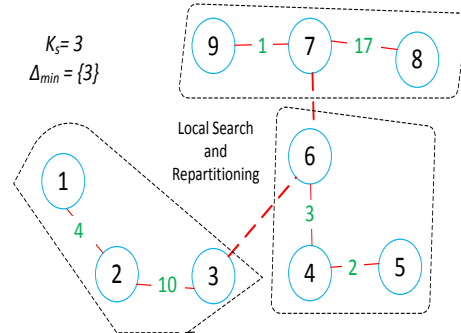 Ks= 3
Δmin = {3}
9 1 7 17 8
Local Search
and
Repartitioning
6
1
3
4
2 10 3
4 2 5